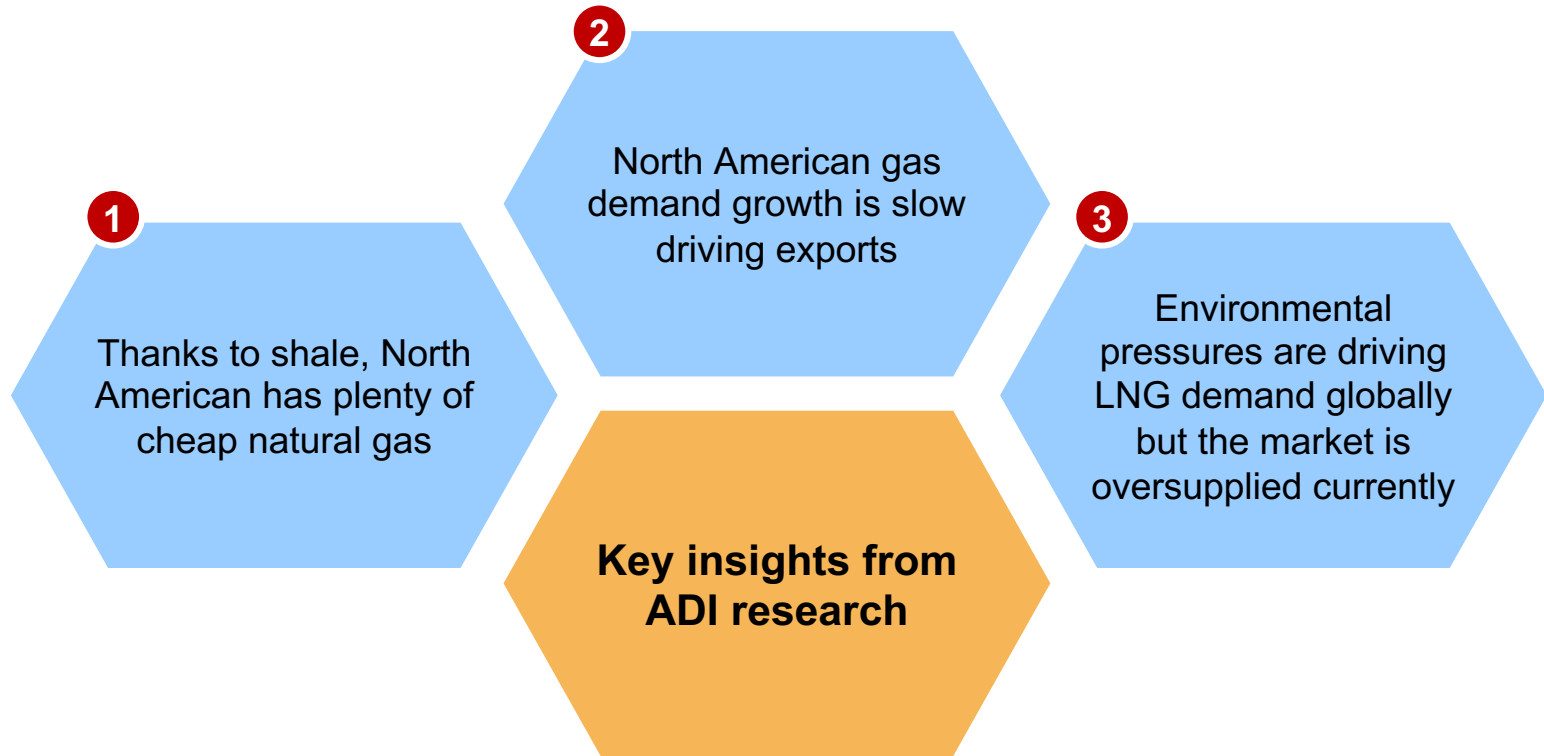 1
Thanks to shale, North
American has plenty of
cheap natural gas
2
North American gas
demand growth is slow
driving exports
3
Environmental
pressures are driving
LNG demand globally
but the market is
oversupplied currently
Key insights from
ADI research